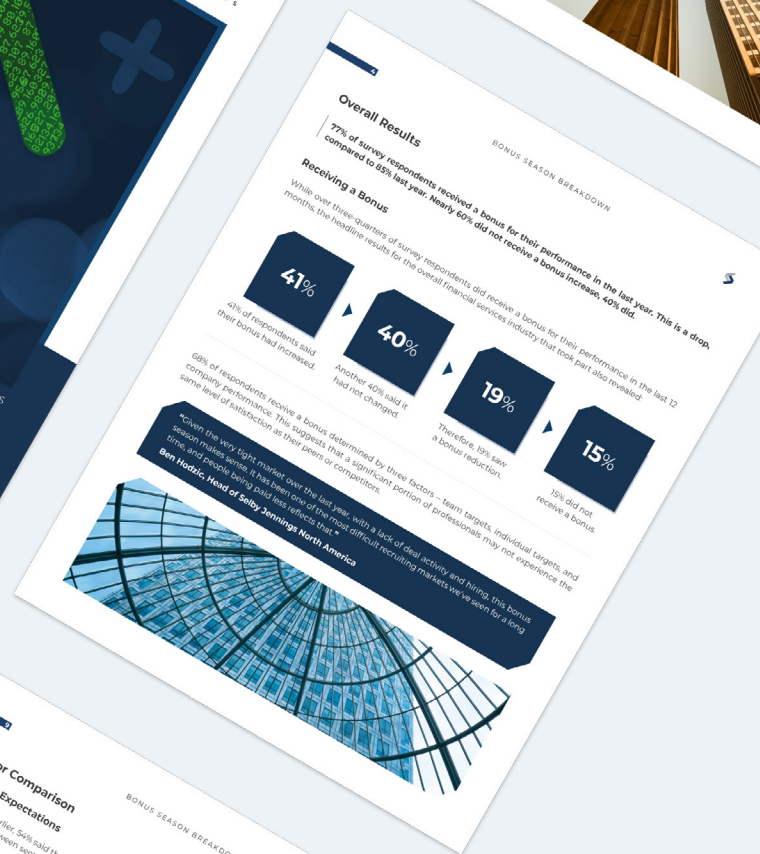 4
BONUS SEASON BREAKDOWN
S
Overall Results
77% of survey respondents received a bonus for their performance in the last year. This is a drop,
compared to 85% last year. Nearly 60% did not receive a bonus increase, 40% did.
Receiving a Bonus
While over three-quarters of survey respondents did receive a bonus for their performance in the last 12
months, the headline results for the overall financial services industry that took part also revealed:
41%
41% of respondents said
their bonus had increased.
40%
Another 40% said it
had not changed.
19%
Therefore, 19% saw
a bonus reduction.
15%
15% did not
receive a bonus.
68% of respondents receive a bonus determined by three factors – team targets, individual targets, and
company performance. This suggests that a significant portion of professionals may not experience the
same level of satisfaction as their peers or competitors.
"Given the very tight market over the last year, with a lack of deal activity and hiring, this bonus
season makes sense. It has been one of the most difficult recruiting markets we've seen for a long
time, and people being paid less reflects that."
Ben Hodzic, Head of Selby Jennings North America
9
BONUS SEASON BREAKDOW
or Comparison
Expectations
rlier, 54% said th